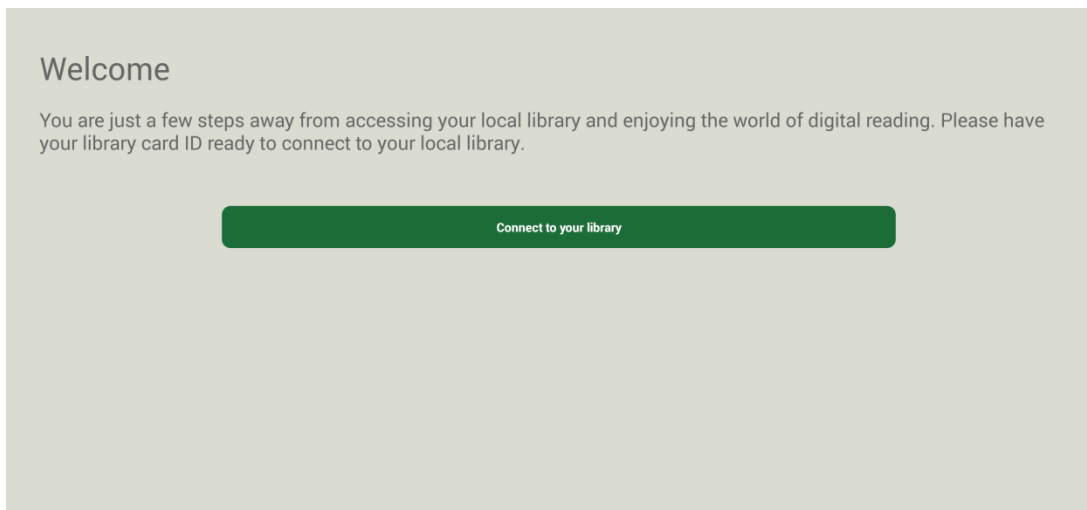 Welcome
You are just a few steps away from accessing your local library and enjoying the world of digital reading. Please have
your library card ID ready to connect to your local library.
Connect to your library